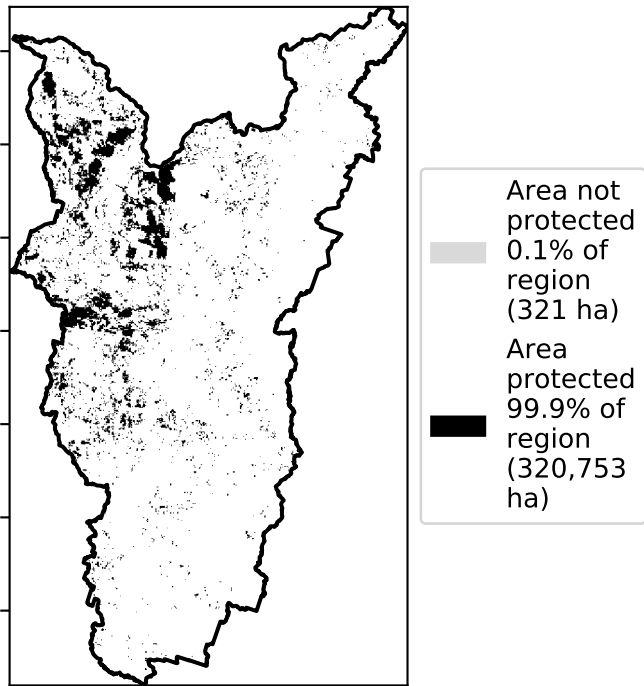 Area not
protected
0.1% of
region
(321 ha)
Area
protected
99.9% of
region
(320,753
ha)